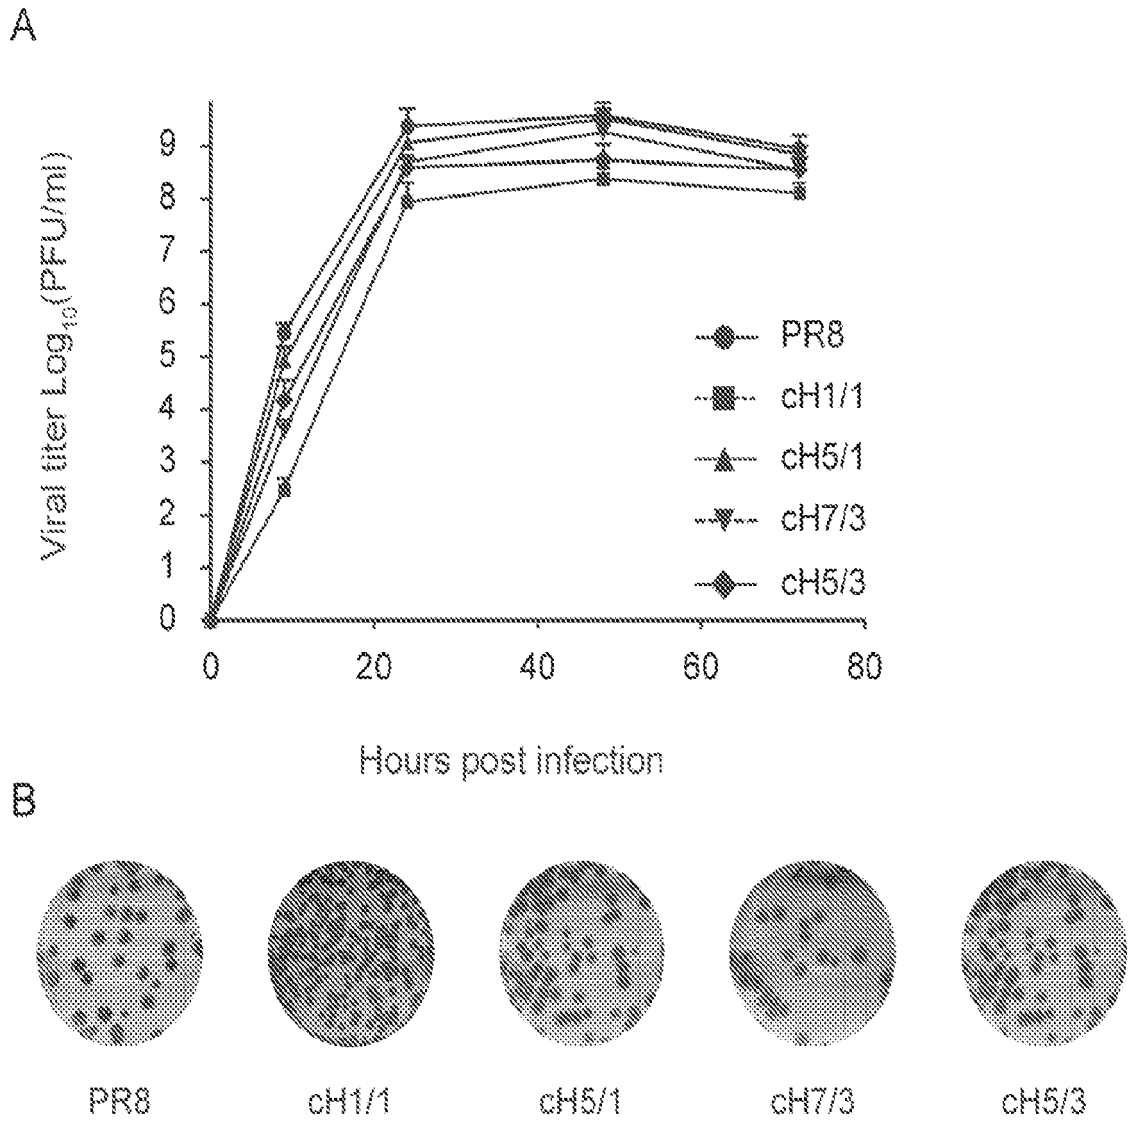 A
Viral titer Log10(PFU/ml)
9
8
7
6
5
4
3
2
1
0
0 20 40 60 80
Hours post infection
PR8
cH1/1
cH5/1
cH7/3
cH5/3
B
PR8 cH1/1 cH5/1 cH7/3 cH5/3